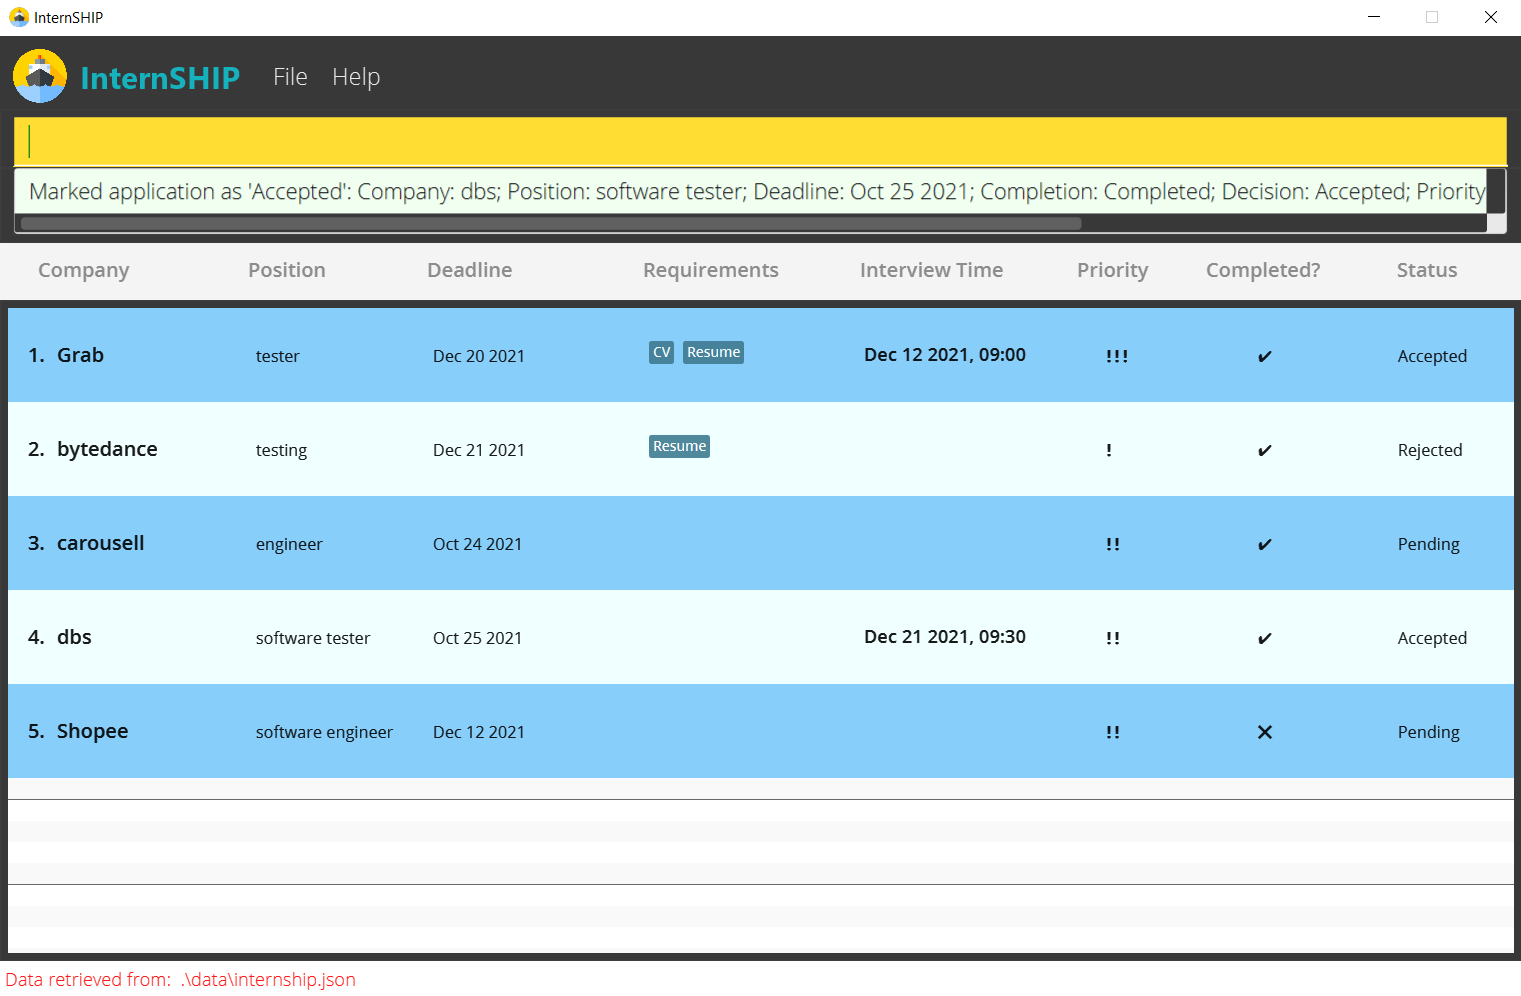 InternSHIP
InternSHIP File Help
Marked application as 'Accepted': Company: dbs; Position: software tester; Deadline: Oct 25 2021; Completion: Completed; Decision: Accepted; Priority
Company Position Deadline Requirements Interview Time Priority Completed? Status
1. Grab tester Dec 20 2021 CV Resume Dec 12 2021, 09:00 !!! ✔ Accepted
2. bytedance testing Dec 21 2021 Resume ! ✔ Rejected
3. carousell engineer Oct 24 2021 !! ✔ Pending
4. dbs software tester Oct 25 2021 Dec 21 2021, 09:30 !! ✔ Accepted
5. Shopee software engineer Dec 12 2021 !! ✕ Pending
Data retrieved from: .\data\internship.json